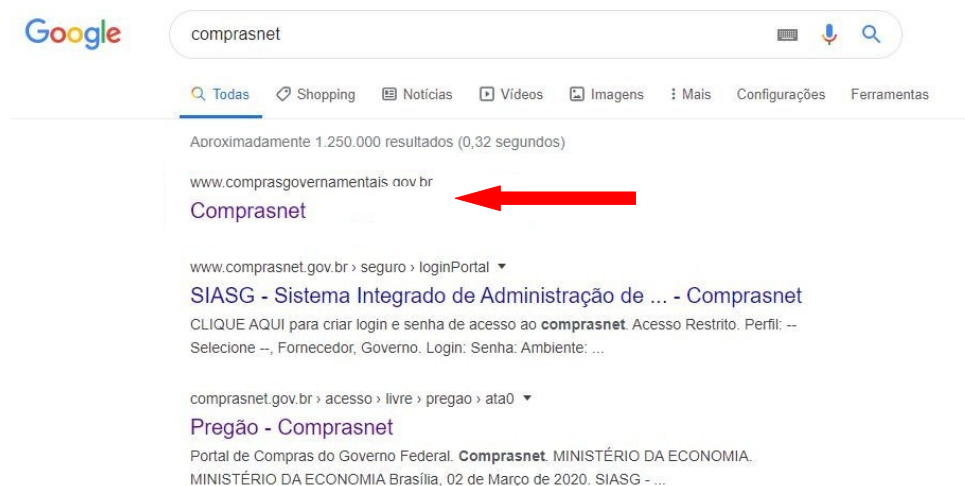 Google
comprasnet
Todas Shopping Notícias Vídeos Imagens Mais Configurações Ferramentas
Aproximadamente 1.250.000 resultados (0,32 segundos)
www.comprasgovernamentais.gov.br
Comprasnet
www.comprasnet.gov.br › seguro › loginPortal
SIASG - Sistema Integrado de Administração de ... - Comprasnet
CLIQUE AQUI para criar login e senha de acesso ao comprasnet. Acesso Restrito. Perfil: --
Selecione --, Fornecedor, Governo. Login: Senha: Ambiente: ...
comprasnet.gov.br › acesso › livre › pregao › ata0
Pregão - Comprasnet
Portal de Compras do Governo Federal. Comprasnet. MINISTÉRIO DA ECONOMIA.
MINISTÉRIO DA ECONOMIA Brasília, 02 de Março de 2020. SIASG - ...